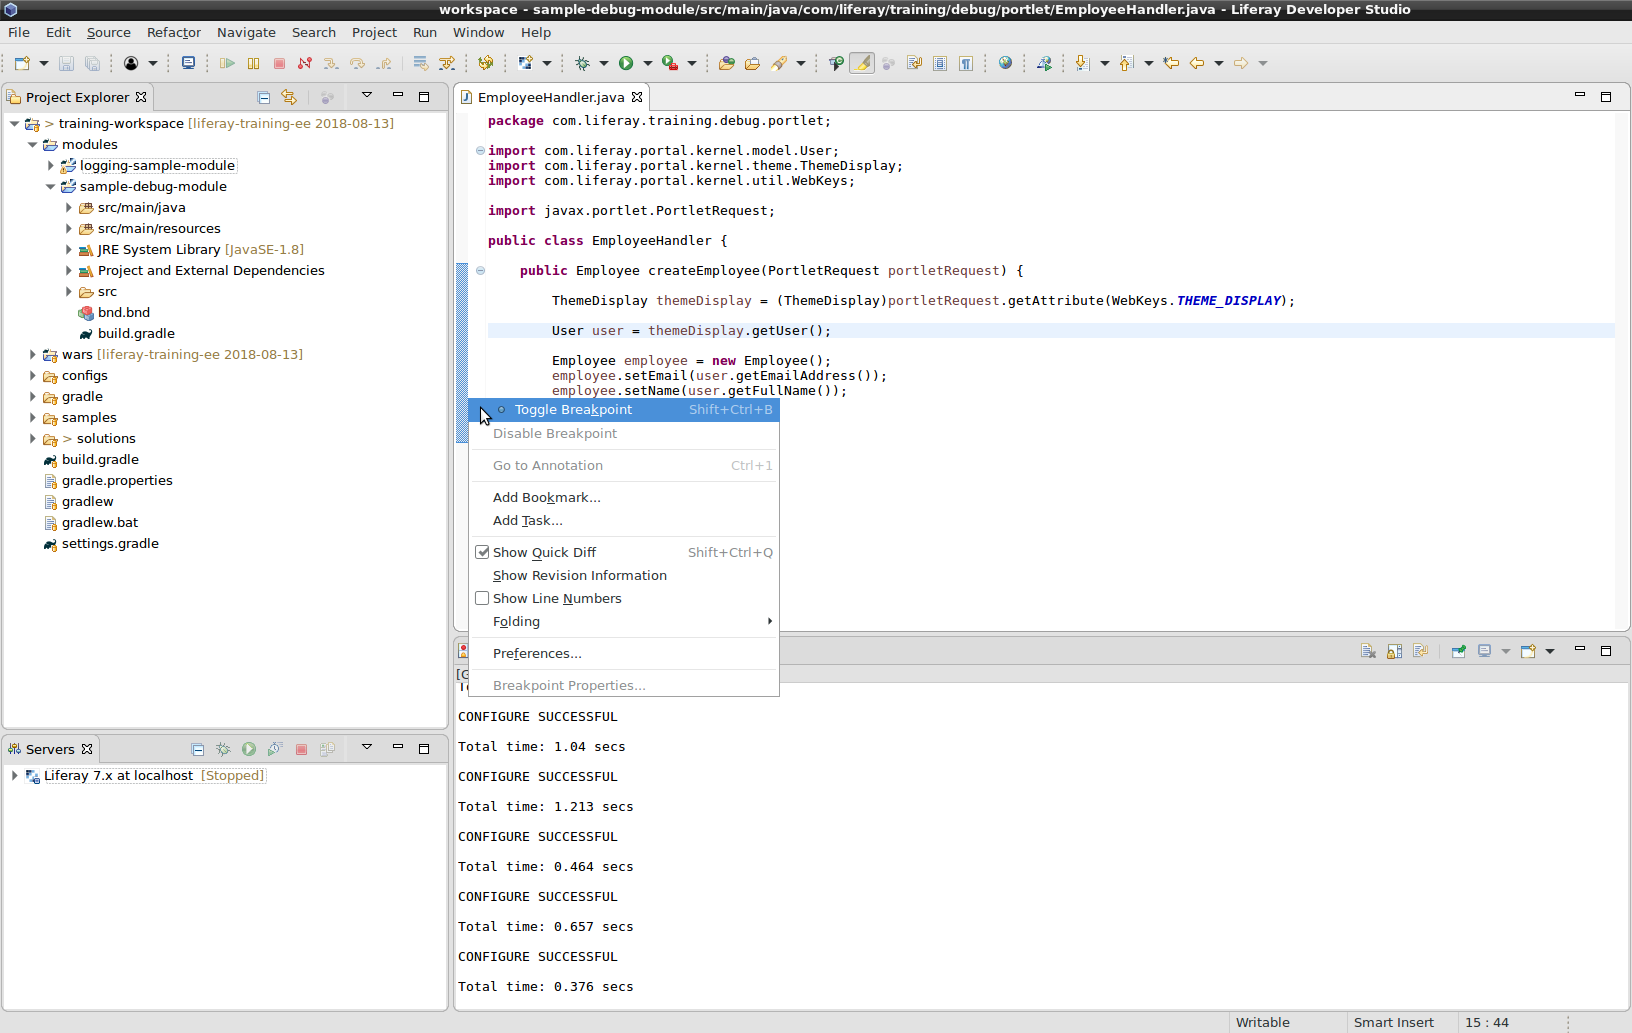 workspace - sample-debug-module/src/main/java/com/liferay/training/debug/portlet/EmployeeHandler.java - Liferay Developer Studio
File Edit Source Refactor Navigate Search Project Run Window Help
Project Explorer
> training-workspace [liferay-training-ee 2018-08-13]
modules
logging-sample-module
sample-debug-module
src/main/java
src/main/resources
JRE System Library [JavaSE-1.8]
Project and External Dependencies
src
bnd.bnd
build.gradle
wars [liferay-training-ee 2018-08-13]
configs
gradle
samples
> solutions
build.gradle
gradle.properties
gradlew
gradlew.bat
settings.gradle
Servers
Liferay 7.x at localhost [Stopped]
EmployeeHandler.java
package com.liferay.training.debug.portlet;
import com.liferay.portal.kernel.model.User;
import com.liferay.portal.kernel.theme.ThemeDisplay;
import com.liferay.portal.kernel.util.WebKeys;
import javax.portlet.PortletRequest;
public class EmployeeHandler {
public Employee createEmployee(PortletRequest portletRequest) {
ThemeDisplay themeDisplay = (ThemeDisplay)portletRequest.getAttribute(WebKeys.THEME_DISPLAY);
User user = themeDisplay.getUser();
Employee employee = new Employee();
employee.setEmail(user.getEmailAddress());
employee.setName(user.getFullName());
Toggle Breakpoint Shift+Ctrl+B
Disable Breakpoint
Go to Annotation Ctrl+1
Add Bookmark...
Add Task...
Show Quick Diff Shift+Ctrl+Q
Show Revision Information
Show Line Numbers
Folding
Preferences...
Breakpoint Properties...
CONFIGURE SUCCESSFUL
Total time: 1.04 secs
CONFIGURE SUCCESSFUL
Total time: 1.213 secs
CONFIGURE SUCCESSFUL
Total time: 0.464 secs
CONFIGURE SUCCESSFUL
Total time: 0.657 secs
CONFIGURE SUCCESSFUL
Total time: 0.376 secs
Writable Smart Insert 15 : 44